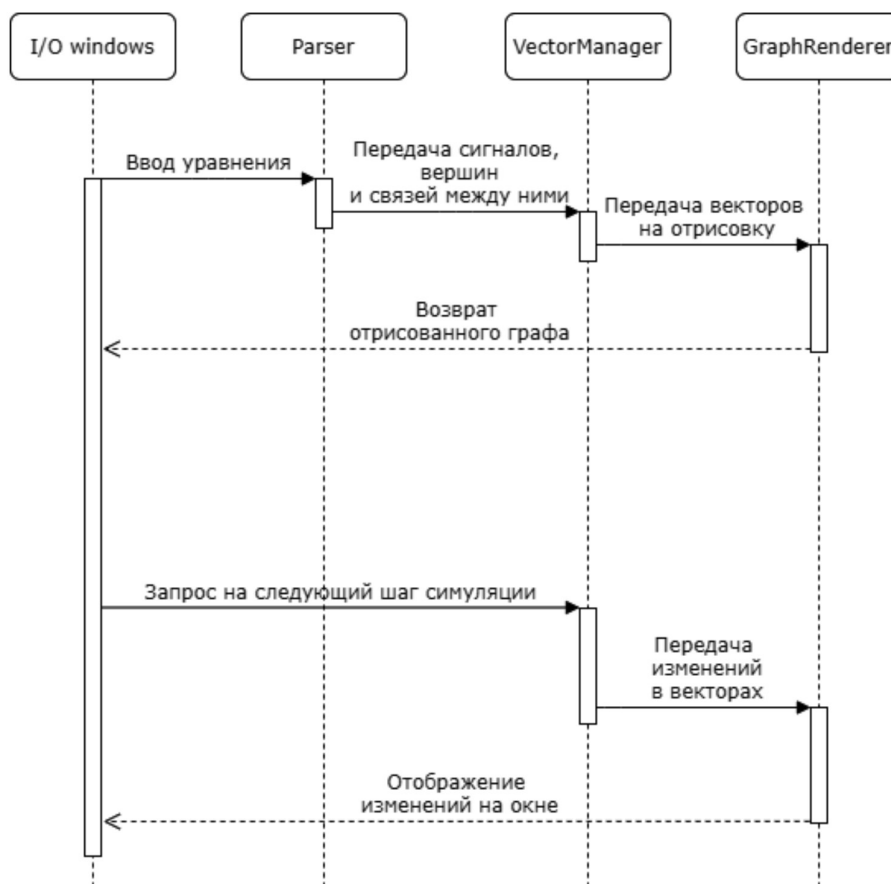 I/O windows
Parser
VectorManager
GraphRenderer
Ввод уравнения
Передача сигналов,
вершин
и связей между ними
Передача векторов
на отрисовку
Возврат
отрисованного графа
Запрос на следующий шаг симуляции
Передача
изменений
в векторах
Отображение
изменений на окне